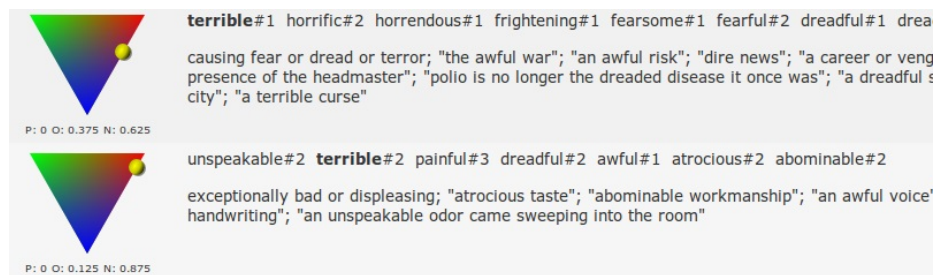 terrible#1 horrific#2 horrendous#1 frightening#1 fearsome#1 fearful#2 dreadful#1
causing fear or dread or terror; "the awful war"; "an awful risk"; "dire news"; "a career or
presence of the headmaster"; "polio is no longer the dreaded disease it once was"; "a dreadful
city"; "a terrible curse"
P: 0 O: 0.375 N: 0.625
unspeakable#2 terrible#2 painful#3 dreadful#2 awful#1 atrocious#2 abominable#2
exceptionally bad or displeasing; "atrocious taste"; "abominable workmanship"; "an awful voice"
handwriting"; "an unspeakable odor came sweeping into the room"
P: 0 O: 0.125 N: 0.875